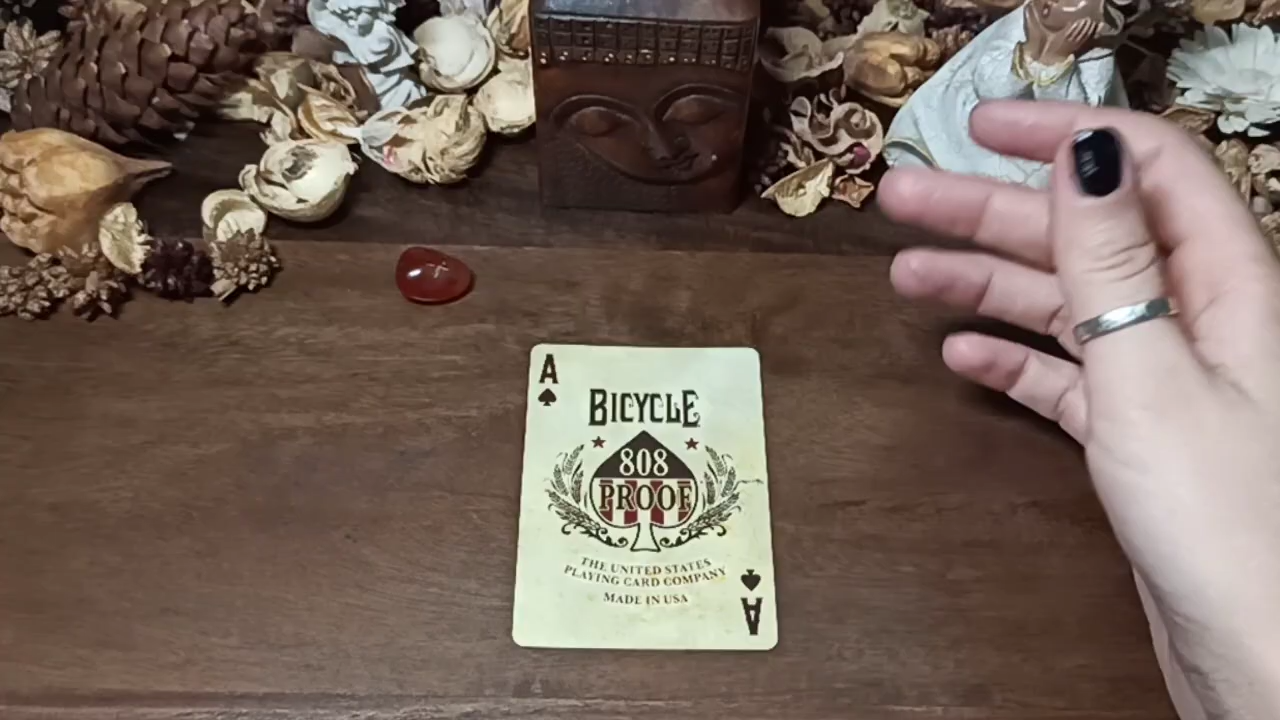 A
BICYCLE
808
PROOF
THE UNITED STATES
PLAYING CARD COMPANY
MADE IN USA
A